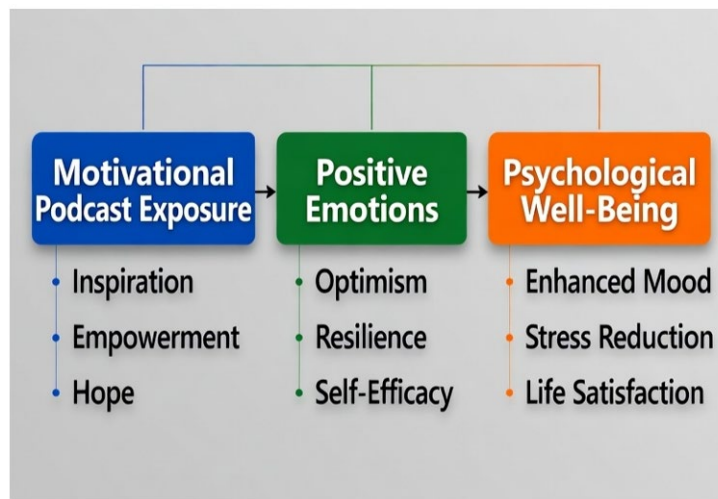 Motivational
Podcast Exposure
Positive
Emotions
Psychological
Well-Being
Inspiration
Empowerment
Hope
Optimism
Resilience
Self-Efficacy
Enhanced Mood
Stress Reduction
Life Satisfaction